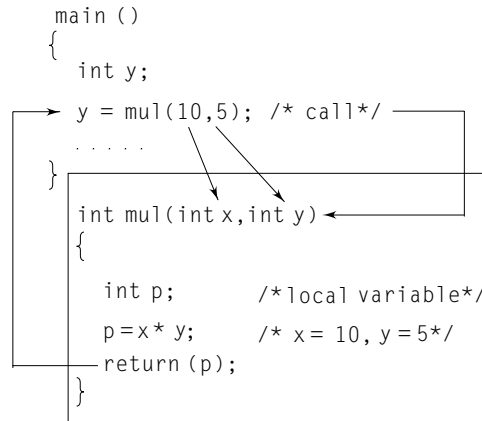 main ()
{
int y;
y = mul(10,5); /* call*/
. . . . .
}
int mul(int x,int y)
{
int p; /*local variable*/
p=x* y; /* x = 10, y = 5*/
return (p);
}